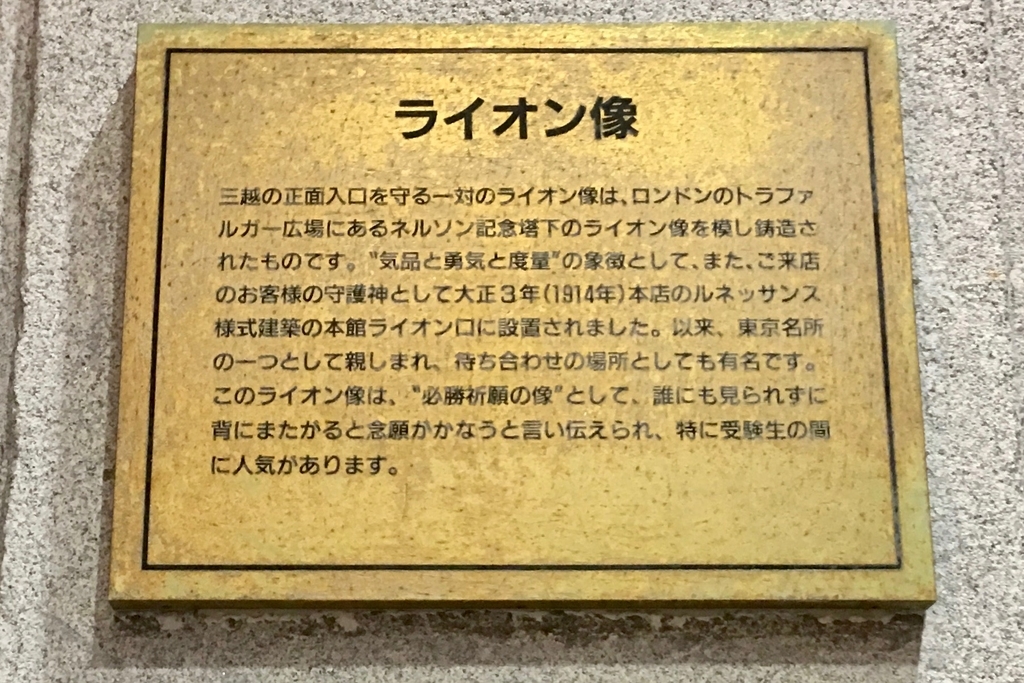 ライオン像
三越の正面入口を守る一対のライオン像は、ロンドンのトラファ
ルガー広場にあるネルソン記念塔下のライオン像を模し鋳造さ
れたものです。“気品と勇気と度量”の象徴として、また、ご来店
のお客様の守護神として大正3年(1914年)本店のルネッサンス
様式建築の本館ライオン口に設置されました。以来、東京名所
の一つとして親しまれ、待ち合わせの場所としても有名です。
このライオン像は、“必勝祈願の像”として、誰にも見られずに
背にまたがると念願がかなうと言い伝えられ、特に受験生の間
に人気があります。